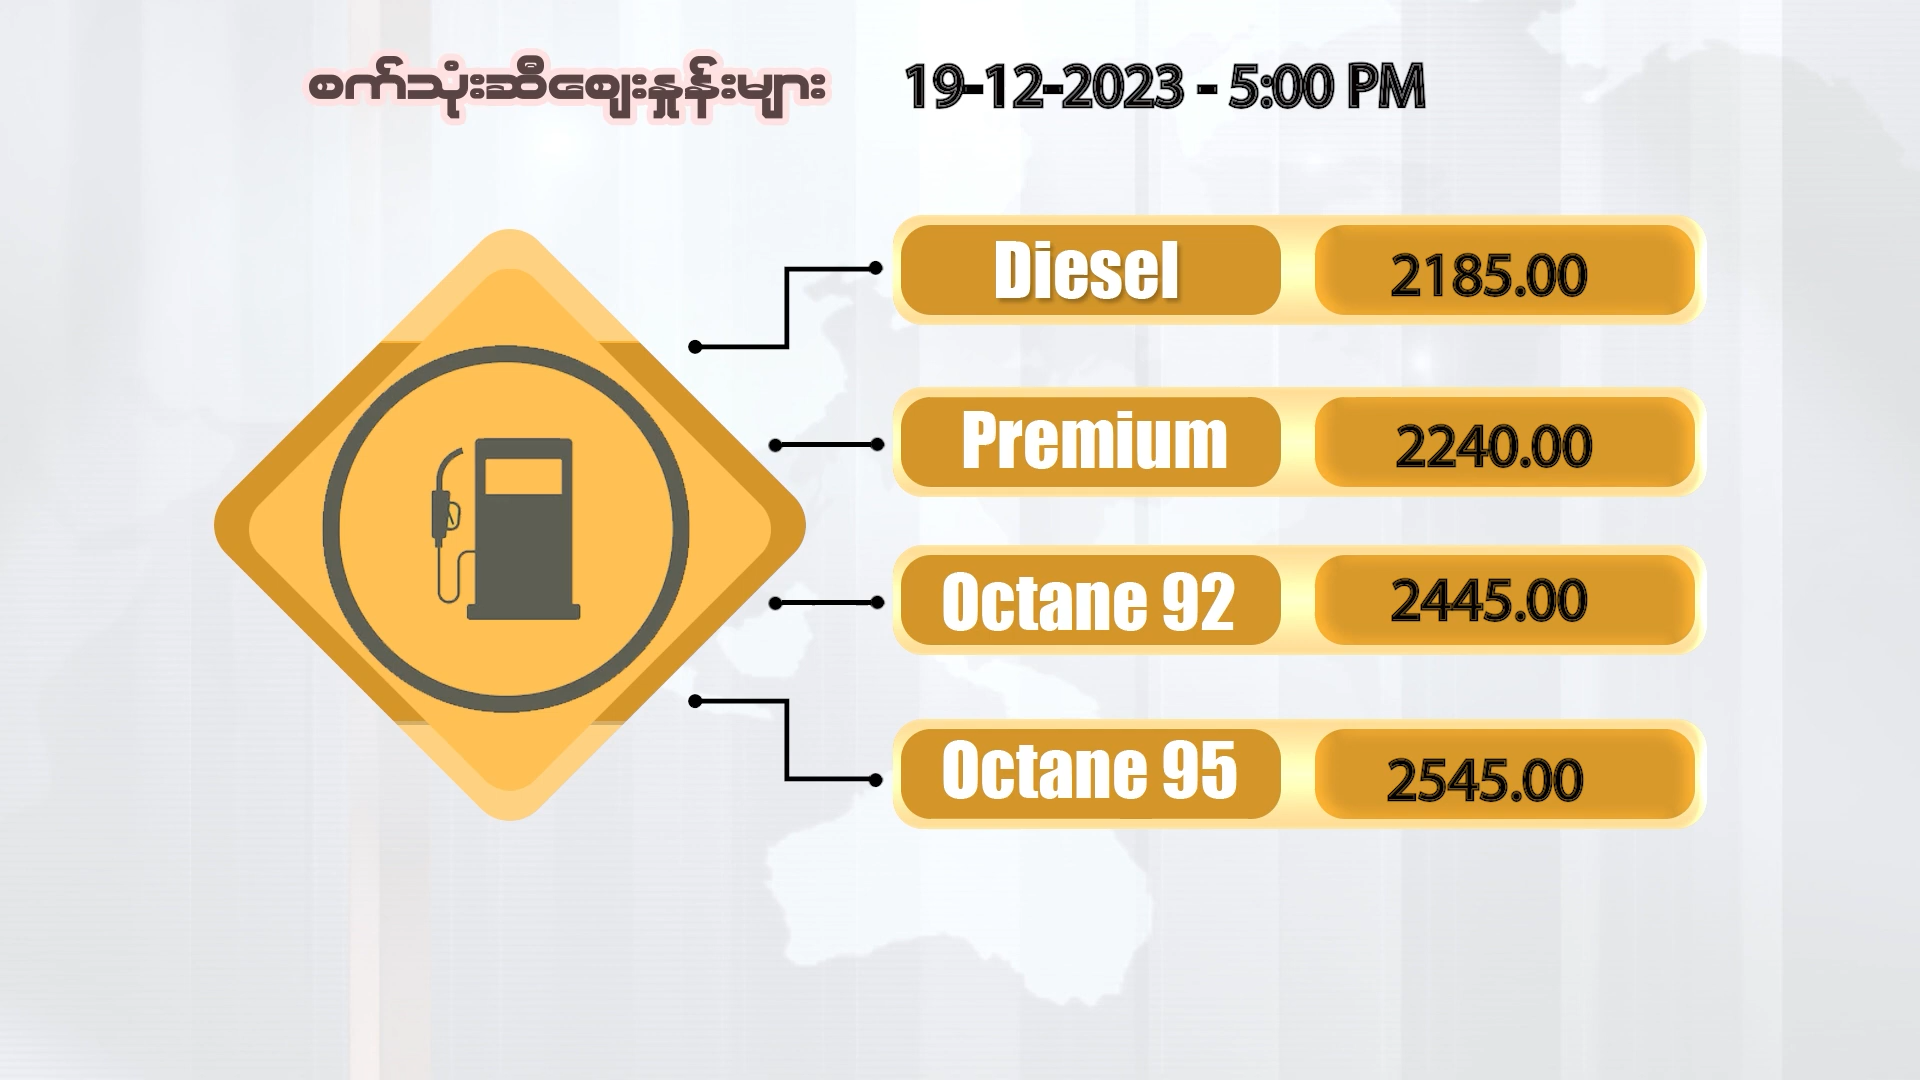 စက်သုံးဆီဈေးနှုန်းများ 19-12-2023 - 5:00 PM
Diesel 2185.00
Premium 2240.00
Octane 92 2445.00
Octane 95 2545.00